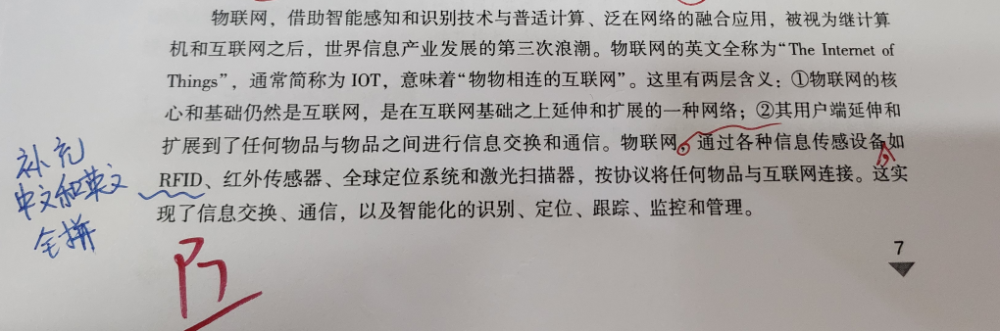 物联网，借助智能感知和识别技术与普适计算、泛在网络的融合应用，被视为继计算
机和互联网之后，世界信息产业发展的第三次浪潮。物联网的英文全称为“The Internet of
Things”，通常简称为 IOT，意味着“物物相连的互联网”。这里有两层含义：①物联网的核
心和基础仍然是互联网，是在互联网基础之上延伸和扩展的一种网络；②其用户端延伸和
扩展到了任何物品与物品之间进行信息交换和通信。物联网，通过各种信息传感设备如
RFID、红外传感器、全球定位系统和激光扫描器，按协议将任何物品与互联网连接。这实
现了信息交换、通信，以及智能化的识别、定位、跟踪、监控和管理。
补充
中文和英文
全拼
P7
7